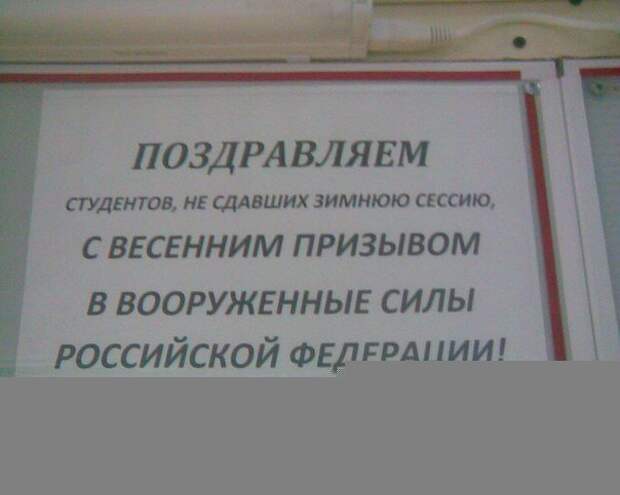 ПОЗДРАВЛЯЕМ
СТУДЕНТОВ, НЕ СДАВШИХ ЗИМНЮЮ СЕССИЮ,
С ВЕСЕННИМ ПРИЗЫВОМ
В ВООРУЖЕННЫЕ СИЛЫ
РОССИЙСКОЙ ФЕДЕРАЦИИ!